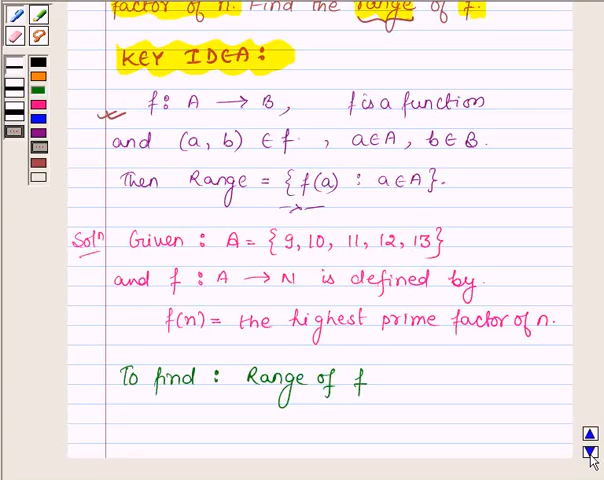 factor of n. Find the range of f.
KEY IDEA:
f: A → B, f is a function
and (a, b) ∈ f, a∈A, b∈B.
Then Range = {f(a) : a∈A}.
Solⁿ Given: A = {9, 10, 11, 12, 13}
and f : A → N is defined by
f(n) = the highest prime factor of n.
To find : Range of f